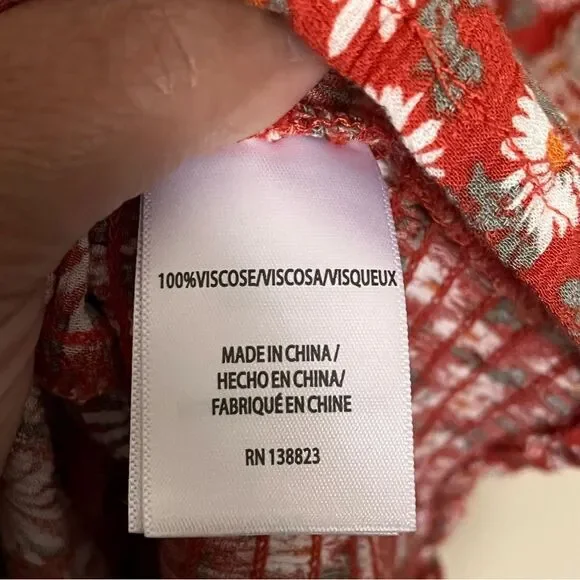 100%VISCOSE/VISCOSA/VISQUEUX
MADE IN CHINA/
HECHO EN CHINA/
FABRIQUÉ EN CHINE
RN 138823